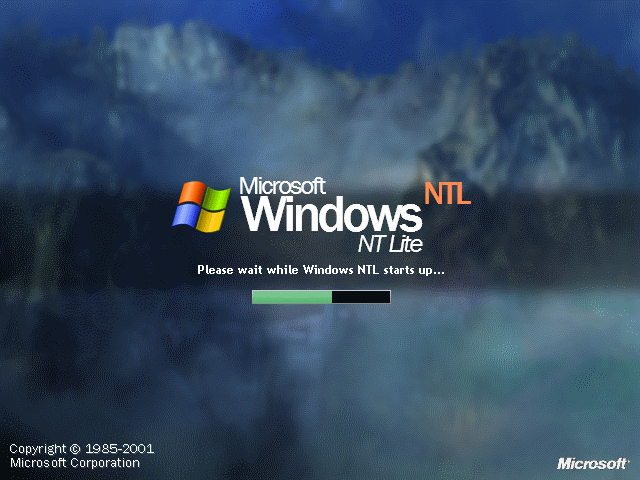 Microsoft
Windows NTL
NT Lite
Please wait while Windows NTL starts up...
Copyright © 1985-2001
Microsoft Corporation
Microsoft